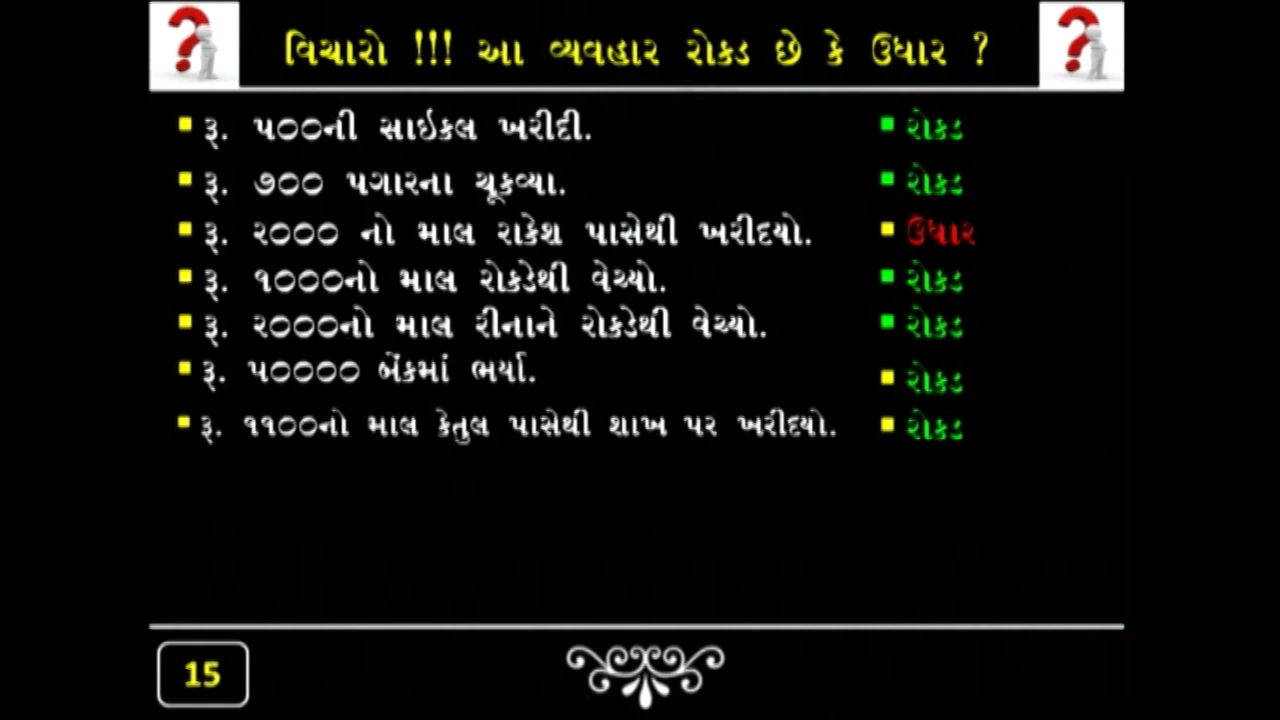 વિચારો !!! આ વ્યવહાર રોકડ છે કે ઉધાર ?
રૂ. ૫૦૦ની સાઇકલ ખરીદી. રોકડ
રૂ. ૭૦૦ પગારના ચૂકવ્યા. રોકડ
રૂ. ૨૦૦૦ નો માલ રાકેશ પાસેથી ખરીદયો. ઉધાર
રૂ. ૧૦૦૦નો માલ રોકડેથી વેચ્યો. રોકડ
રૂ. ૨૦૦૦નો માલ રીનાને રોકડેથી વેચ્યો. રોકડ
રૂ. ૫૦૦૦૦ બેંકમાં ભર્યા. રોકડ
રૂ. ૧૧૦૦નો માલ કેતુલ પાસેથી શાખ પર ખરીદયો. રોકડ
15